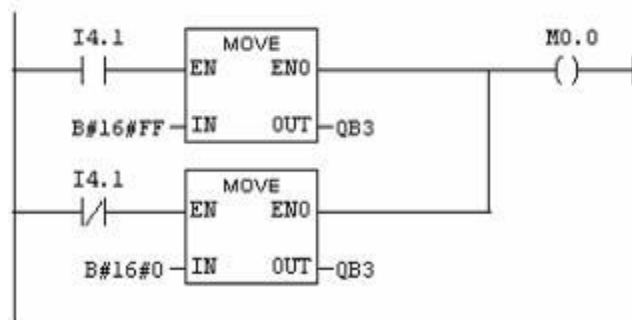 I4.1
M0.0
MOVE
EN ENO
B#16#FF IN OUT QB3
I4.1
MOVE
EN ENO
B#16#0 IN OUT QB3